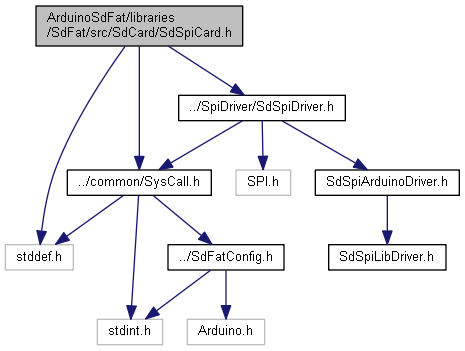 ArduinoSdFat/libraries
/SdFat/src/SdCard/SdSpiCard.h
../SpiDriver/SdSpiDriver.h
../common/SysCall.h
SPI.h
SdSpiArduinoDriver.h
stddef.h
../SdFatConfig.h
SdSpiLibDriver.h
stdint.h
Arduino.h